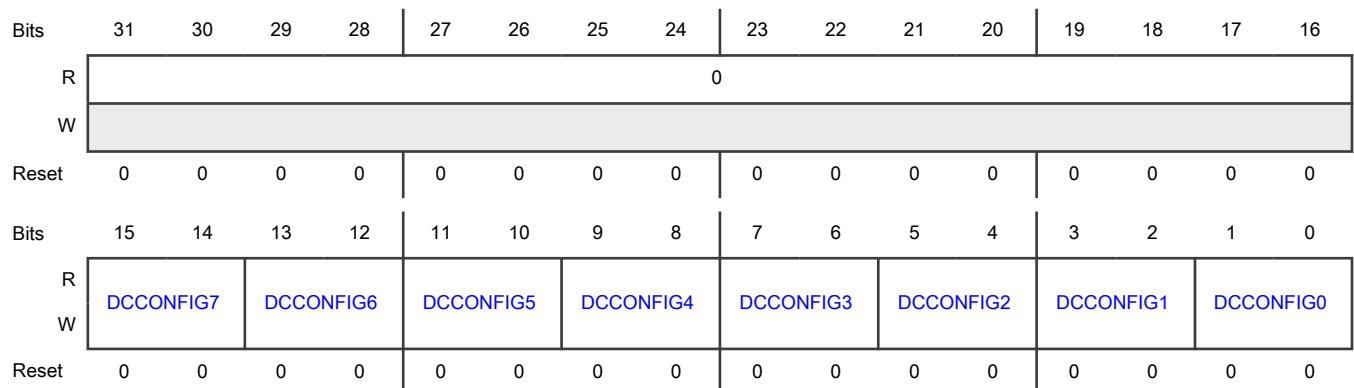 Bits 31 30 29 28 27 26 25 24 23 22 21 20 19 18 17 16
R 0
W
Reset 0 0 0 0 0 0 0 0 0 0 0 0 0 0 0 0
Bits 15 14 13 12 11 10 9 8 7 6 5 4 3 2 1 0
R
DCCONFIG7 DCCONFIG6 DCCONFIG5 DCCONFIG4 DCCONFIG3 DCCONFIG2 DCCONFIG1 DCCONFIG0
W
Reset 0 0 0 0 0 0 0 0 0 0 0 0 0 0 0 0